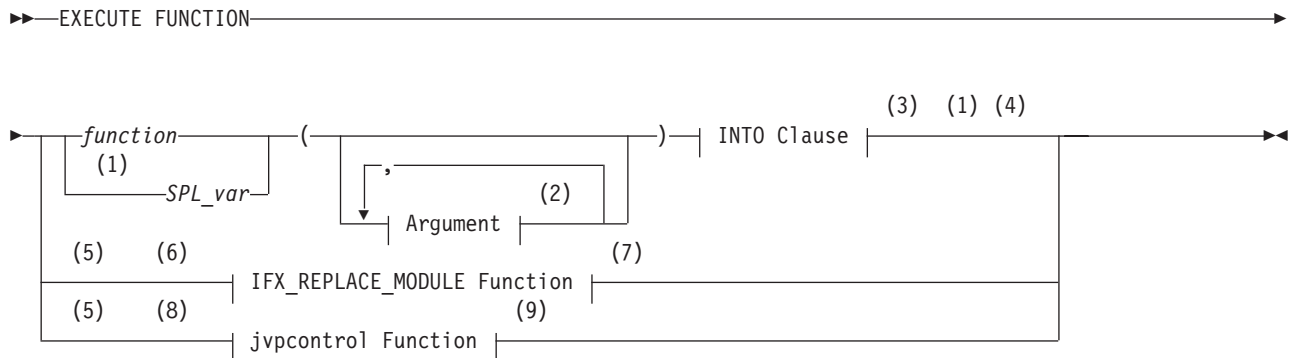 EXECUTE FUNCTION
(3) (1) (4)
function ( ) INTO Clause
(1) ,
SPL_var (2)
Argument
(5) (6) (7)
IFX_REPLACE_MODULE Function
(5) (8) (9)
jvpcontrol Function